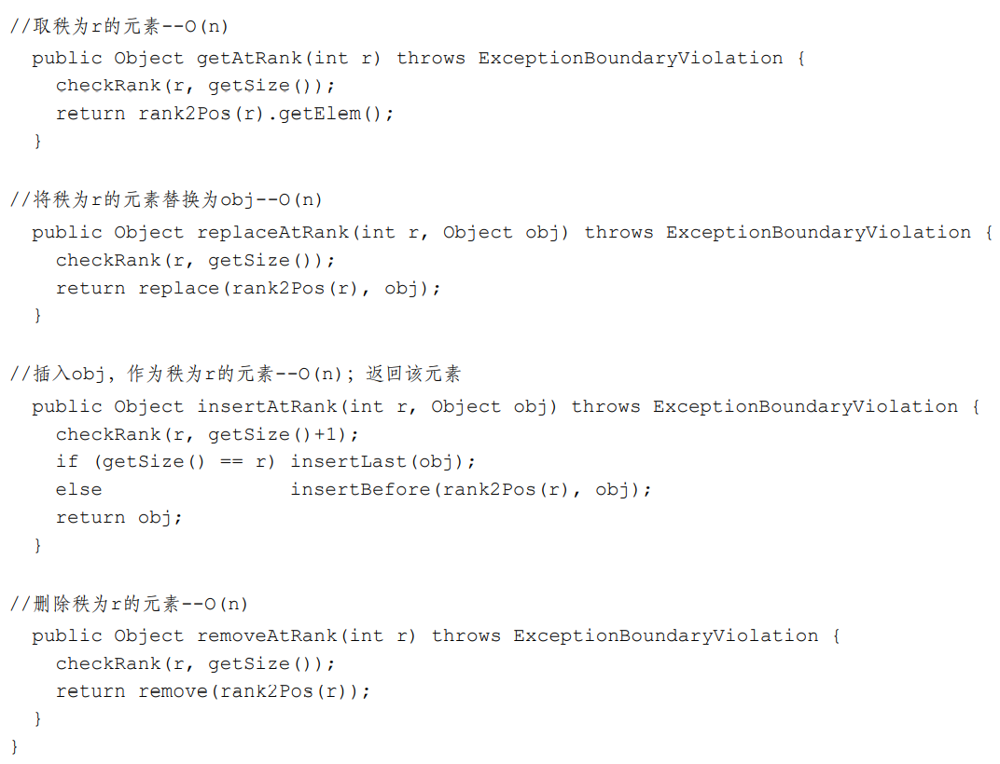 //取秩为r的元素--O(n)
public Object getAtRank(int r) throws ExceptionBoundaryViolation {
checkRank(r, getSize());
return rank2Pos(r).getElem();
}
//将秩为r的元素替换为obj--O(n)
public Object replaceAtRank(int r, Object obj) throws ExceptionBoundaryViolation {
checkRank(r, getSize());
return replace(rank2Pos(r), obj);
}
//插入obj，作为秩为r的元素--O(n)；返回该元素
public Object insertAtRank(int r, Object obj) throws ExceptionBoundaryViolation {
checkRank(r, getSize()+1);
if (getSize() == r) insertLast(obj);
else insertBefore(rank2Pos(r), obj);
return obj;
}
//删除秩为r的元素--O(n)
public Object removeAtRank(int r) throws ExceptionBoundaryViolation {
checkRank(r, getSize());
return remove(rank2Pos(r));
}
}